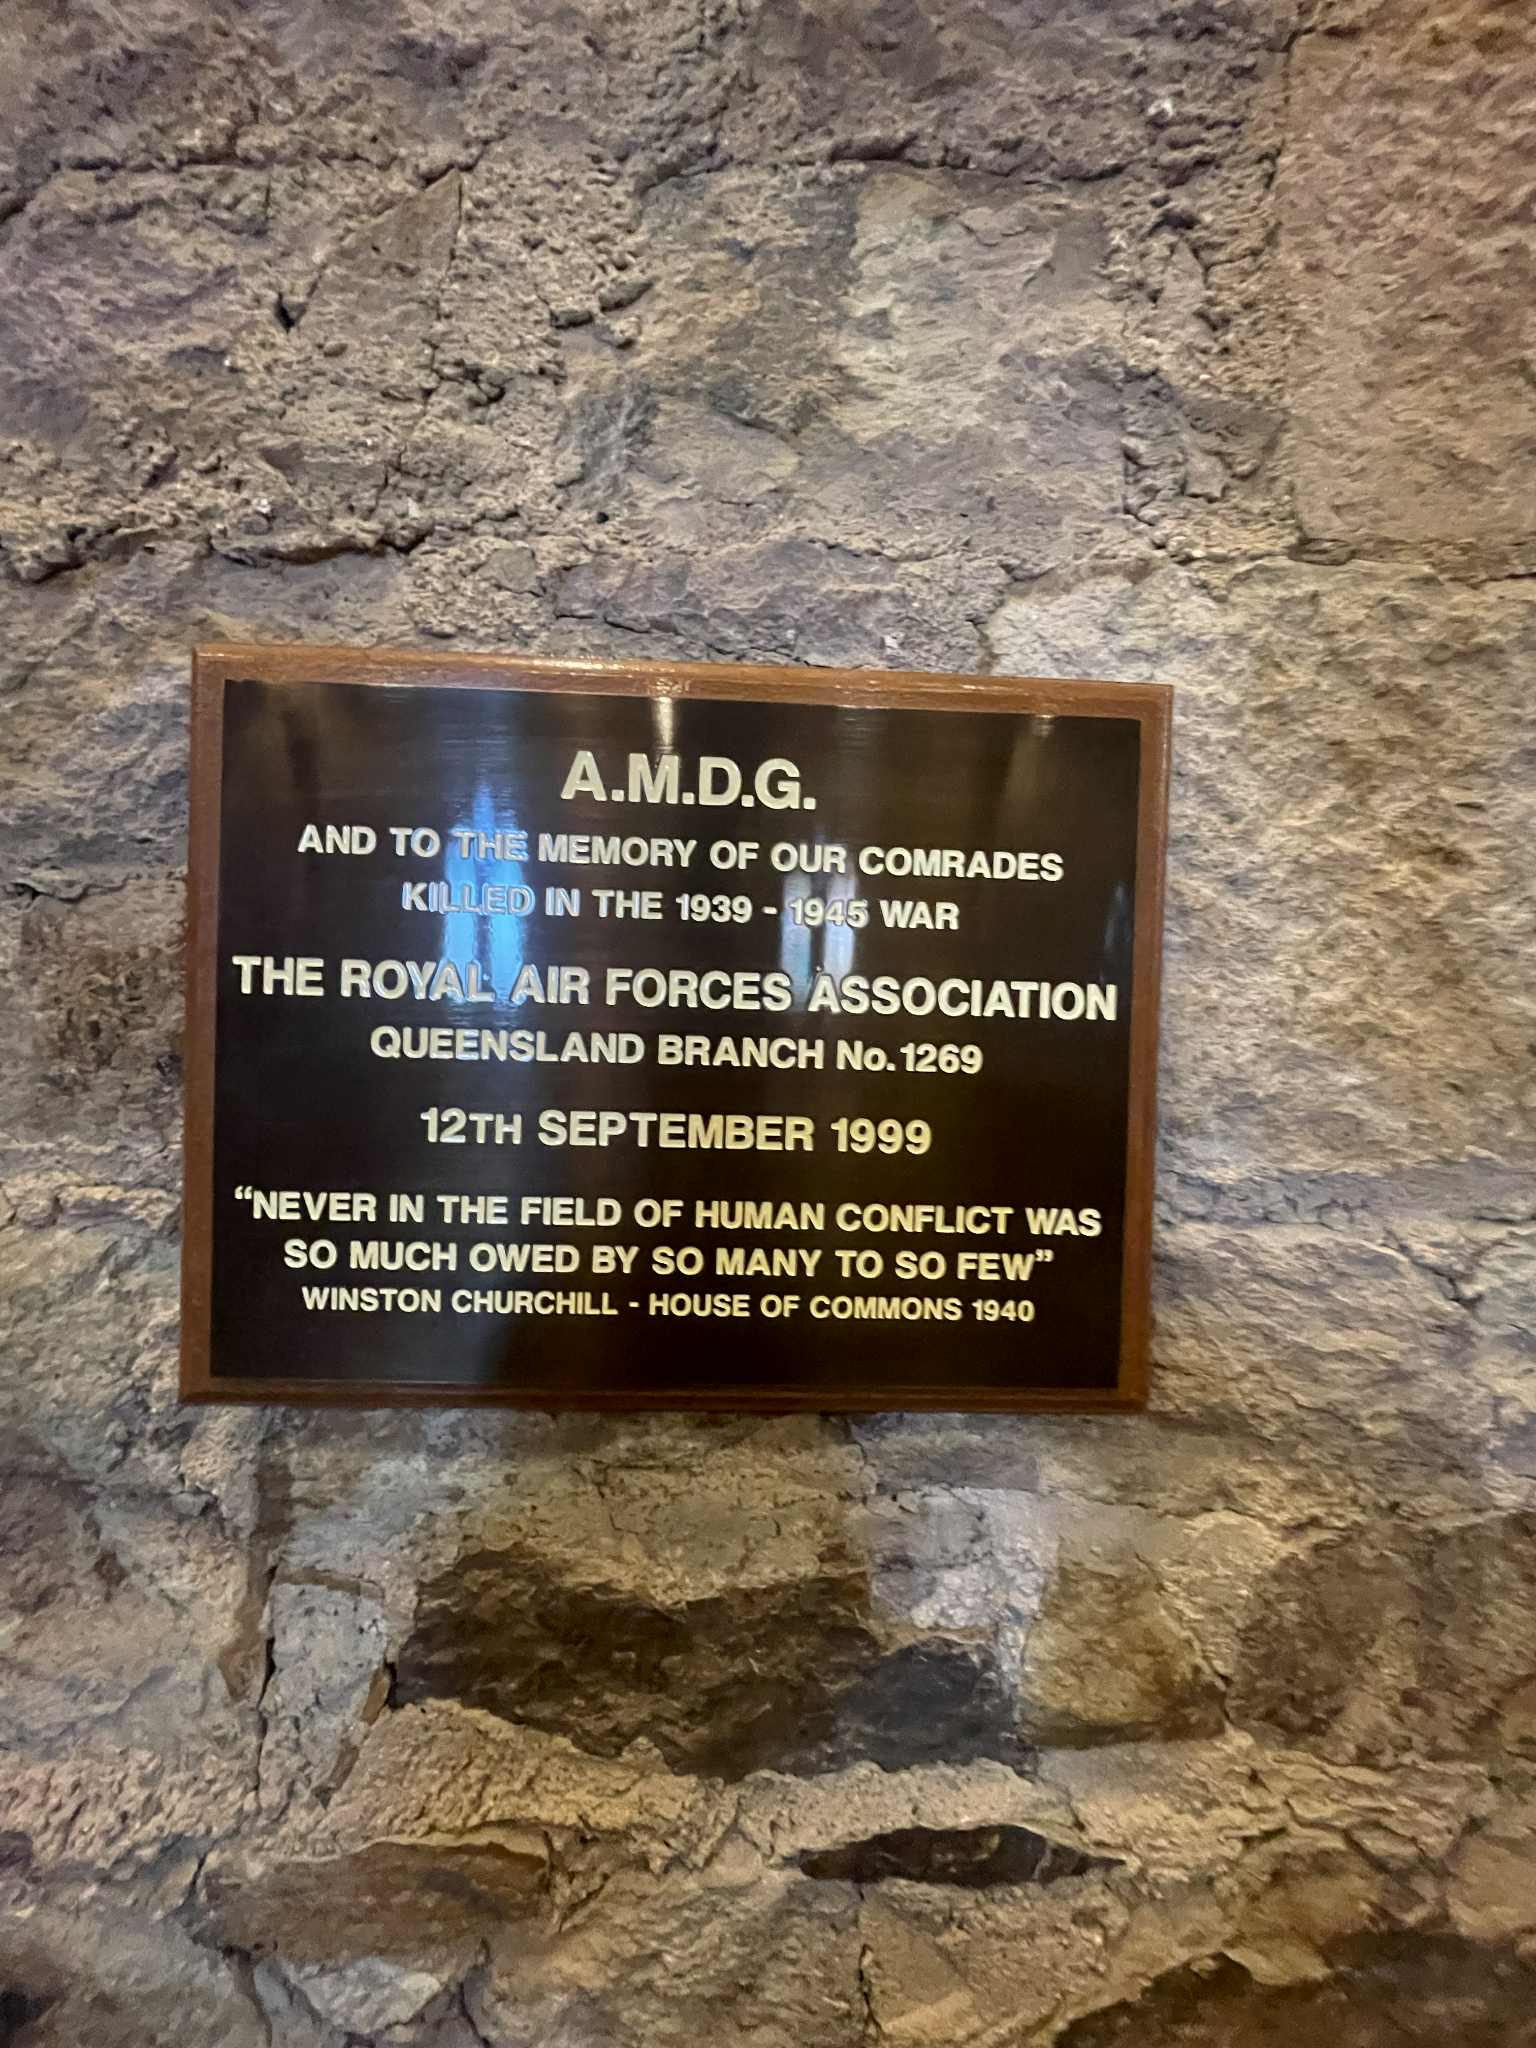 A.M.D.G.
AND TO THE MEMORY OF OUR COMRADES
KILLED IN THE 1939 - 1945 WAR
THE ROYAL AIR FORCES ASSOCIATION
QUEENSLAND BRANCH No. 1269
12TH SEPTEMBER 1999
“NEVER IN THE FIELD OF HUMAN CONFLICT WAS
SO MUCH OWED BY SO MANY TO SO FEW”
WINSTON CHURCHILL - HOUSE OF COMMONS 1940